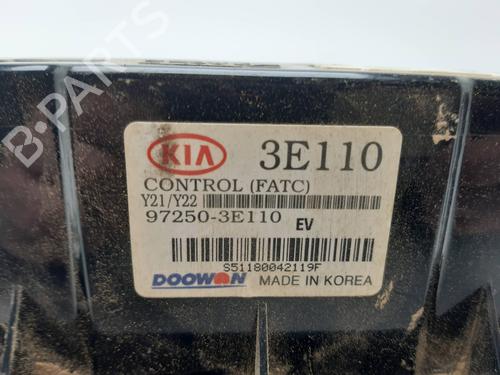 B-PARTS
KIA 3E110
CONTROL (FATC)
Y21/Y22
97250-3E110 EV
S51180042119F
DOOWON MADE IN KOREA